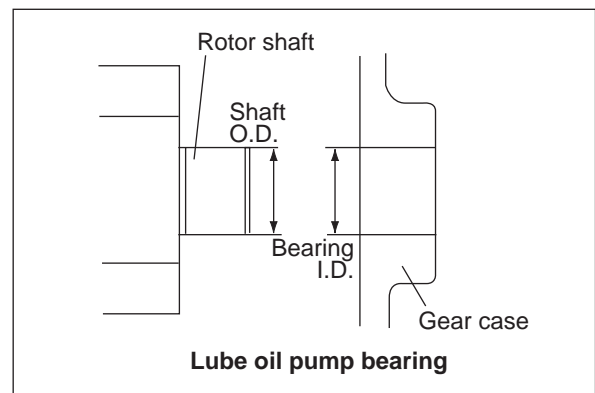 Rotor shaft
Shaft
O.D.
Bearing
I.D.
Gear case
Lube oil pump bearing